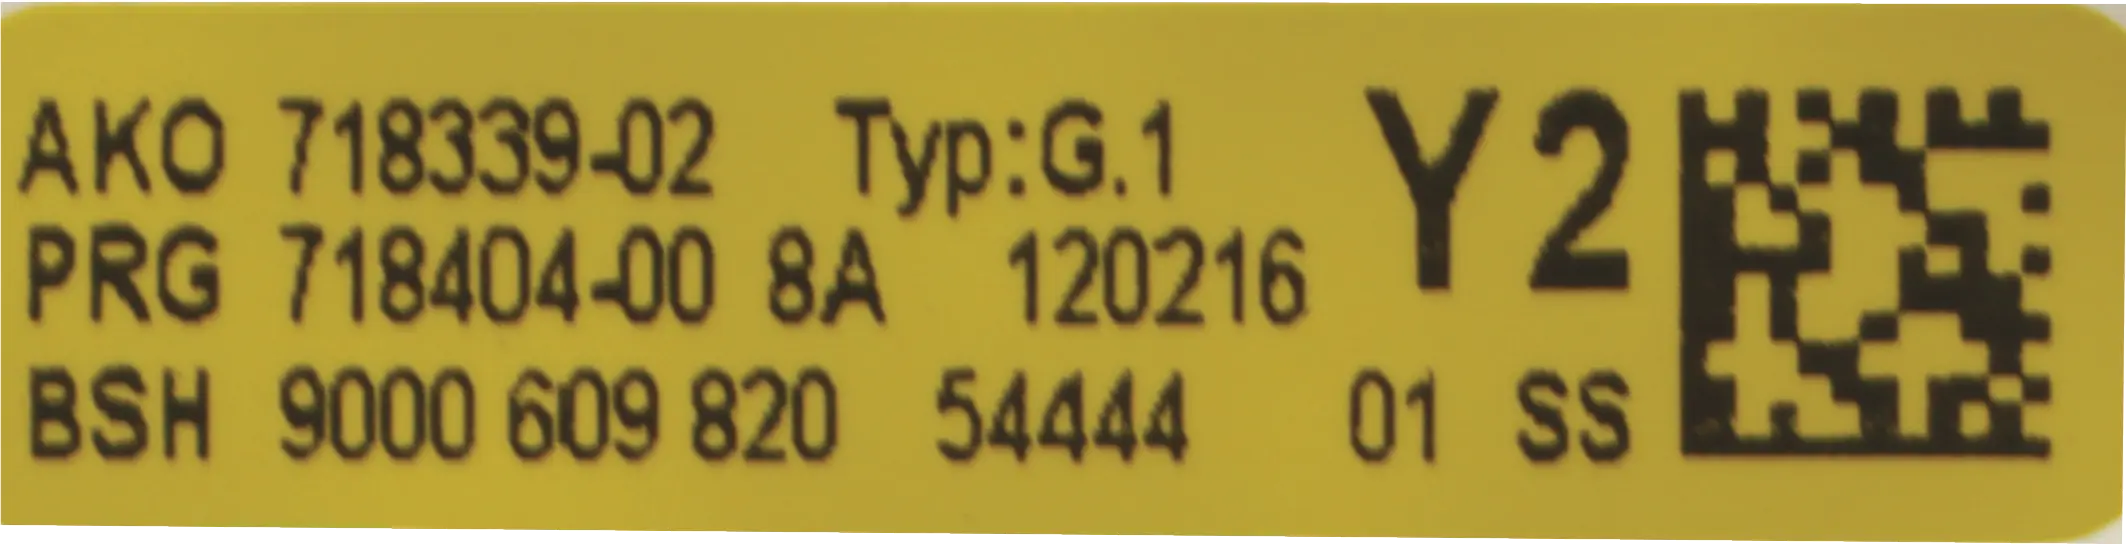 AKO 718339-02 Typ:G.1 Y2
PRG 718404-00 8A 120216
BSH 9000 609 820 54444 01 SS